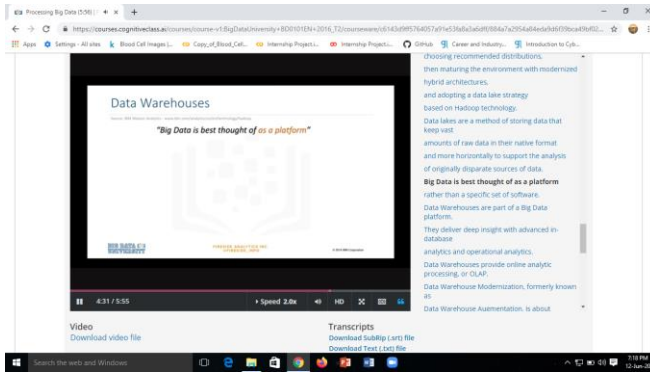 Processing Big Data (5:56) |
https://courses.cognitiveclass.ai/courses/course-v1:BigDataUniversity+BD0101EN+2016_T2/courseware/
Apps
Settings - All sites
Blood Cell Images |...
Copy_of_Blood_Cell...
Internship Project.i...
Internship Project.i...
GitHub
Career and Industry...
Introduction to Cyb...
choosing recommended distributions,
then maturing the environment with modernized
hybrid architectures,
and adopting a data lake strategy
based on Hadoop technology.
Data lakes are a method of storing data that
keep vast
amounts of raw data in their native format
and more horizontally to support the analysis
of originally disparate sources of data.
Big Data is best thought of as a platform
rather than a specific set of software.
Data Warehouses are part of a Big Data
platform.
They deliver deep insight with advanced in-
database
analytics and operational analytics.
Data Warehouses provide online analytic
processing, or OLAP.
Data Warehouse Modernization, formerly known
as
Data Warehouse Augmentation, is about
Data Warehouses
"Big Data is best thought of as a platform"
BIG DATA
UNIVERSITY
4:31 / 5:55
Speed 2.0x
HD
Video
Download video file
Transcripts
Download SubRip (.srt) file
Download Text (.txt) file
Search the web and Windows
7:18 PM